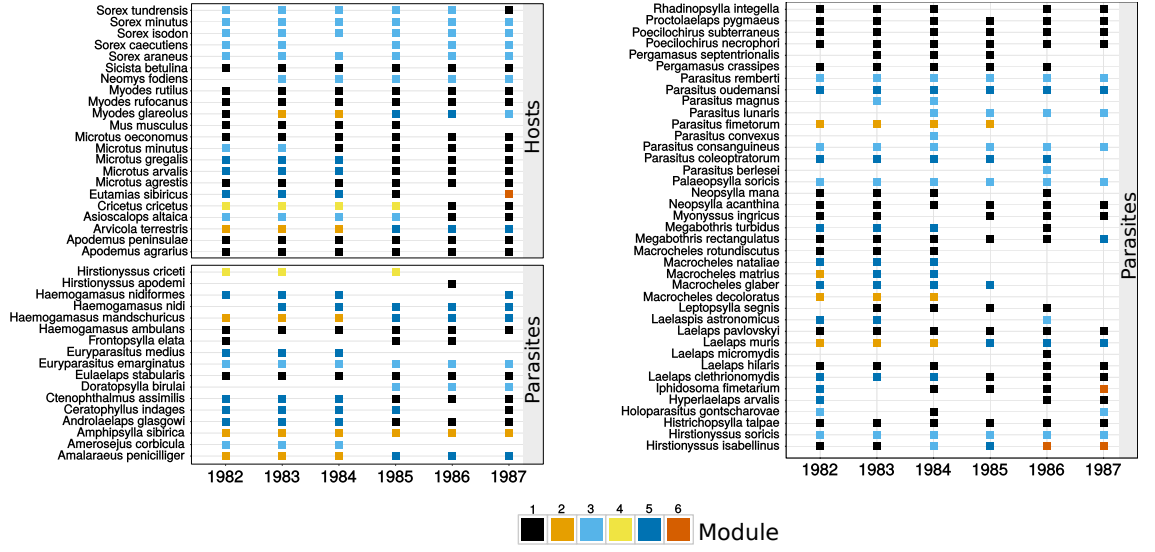 Sorex tundrensis
Sorex minutus
Sorex isodon
Sorex caecutiens
Sorex araneus
Sicista betulina
Neomys fodiens
Myodes rutilus
Myodes rufocanus
Myodes glareolus
Mus musculus
Microtus oeconomus
Microtus minutus
Microtus gregalis
Microtus arvalis
Microtus agrestis
Eutamias sibiricus
Cricetus cricetus
Asioscalops altaica
Arvicola terrestris
Apodemus peninsulae
Apodemus agrarius
Hosts
Hirstionyssus criceti
Hirstionyssus apodemi
Haemogamasus nidiformes
Haemogamasus nidi
Haemogamasus mandschuricus
Haemogamasus ambulans
Frontopsylla elata
Euryparasitus medius
Euryparasitus emarginatus
Eulaelaps stabularis
Doratopsylla birulai
Ctenophthalmus assimilis
Ceratophyllus indages
Androlaelaps glasgowi
Amphipsylla sibirica
Amerosejus corbicula
Amalaraeus penicilliger
Parasites
1982 1983 1984 1985 1986 1987
Rhadinopsylla integella
Proctolaelaps pygmaeus
Poecilochirus subterraneus
Poecilochirus necrophori
Pergamasus septentrionalis
Pergamasus crassipes
Parasitus remberti
Parasitus oudemansi
Parasitus magnus
Parasitus lunaris
Parasitus fimetorum
Parasitus convexus
Parasitus consanguineus
Parasitus coleoptratorum
Parasitus berlesei
Palaeopsylla soricis
Neopsylla mana
Neopsylla acanthina
Myonyssus ingricus
Megabothris turbidus
Megabothris rectangulatus
Macrocheles rotundiscutus
Macrocheles nataliae
Macrocheles matrius
Macrocheles glaber
Macrocheles decoloratus
Leptopsylla segnis
Laelaspis astronomicus
Laelaps pavlovskyi
Laelaps muris
Laelaps micromydis
Laelaps hilaris
Laelaps clethrionomydis
Iphidosoma fimetarium
Hyperlaelaps arvalis
Holoparasitus gontscharovae
Histrichopsylla talpae
Hirstionyssus soricis
Hirstionyssus isabellinus
Parasites
1982 1983 1984 1985 1986 1987
1 2 3 4 5 6
Module